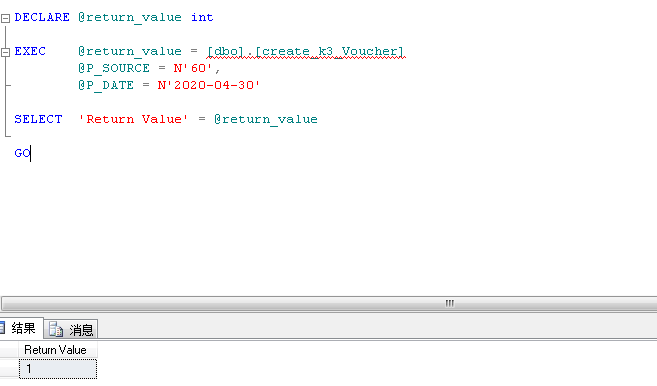 DECLARE @return_value int
EXEC @return_value = [dbo].[create_k3_Voucher]
@P_SOURCE = N'60',
@P_DATE = N'2020-04-30'
SELECT 'Return Value' = @return_value
GO
结果 消息
Return Value
1